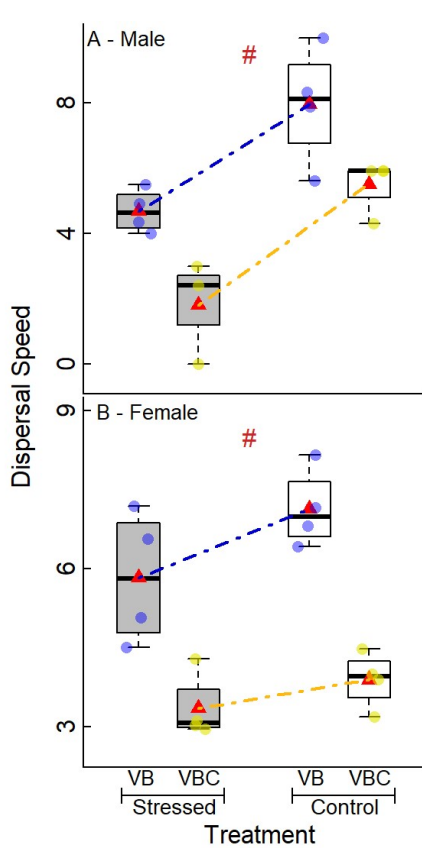 A - Male
#
8
4
0
Dispersal Speed
B - Female
#
9
6
3
VB VBC VB VBC
Stressed Control
Treatment